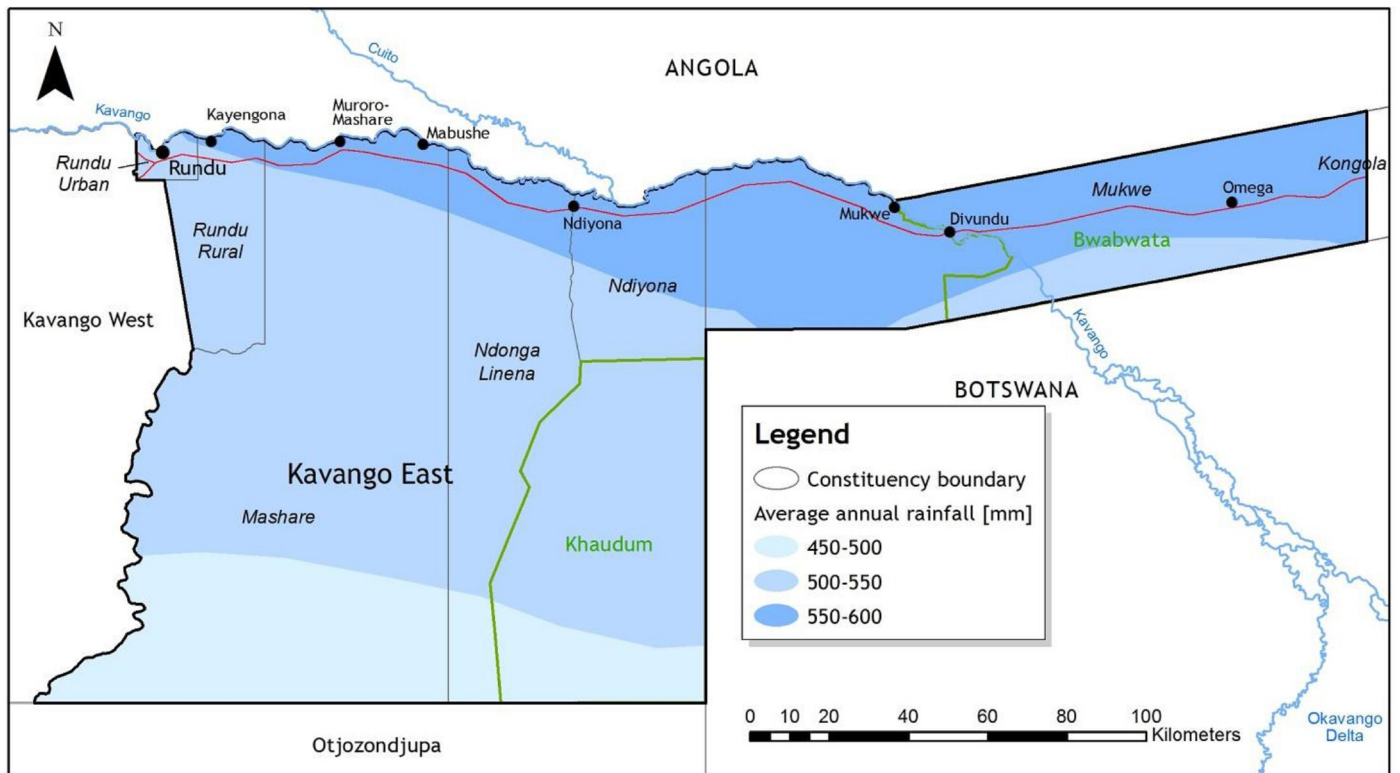 N
Cuito
ANGOLA
Kavango
Kayengona
Muroro-
Mashare
Mabushe
Rundu
Urban
Rundu
Kongola
Mukwe
Omega
Rundu
Rural
Ndiyona
Mukwe
Divundu
Bwabwata
Ndiyona
Kavango West
Kavango
Ndonga
Linena
BOTSWANA
Kavango East
Mashare
Khaudum
Legend
Constituency boundary
Average annual rainfall [mm]
450-500
500-550
550-600
0 10 20 40 60 80 100
Kilometers
Okavango
Delta
Otjozondjupa